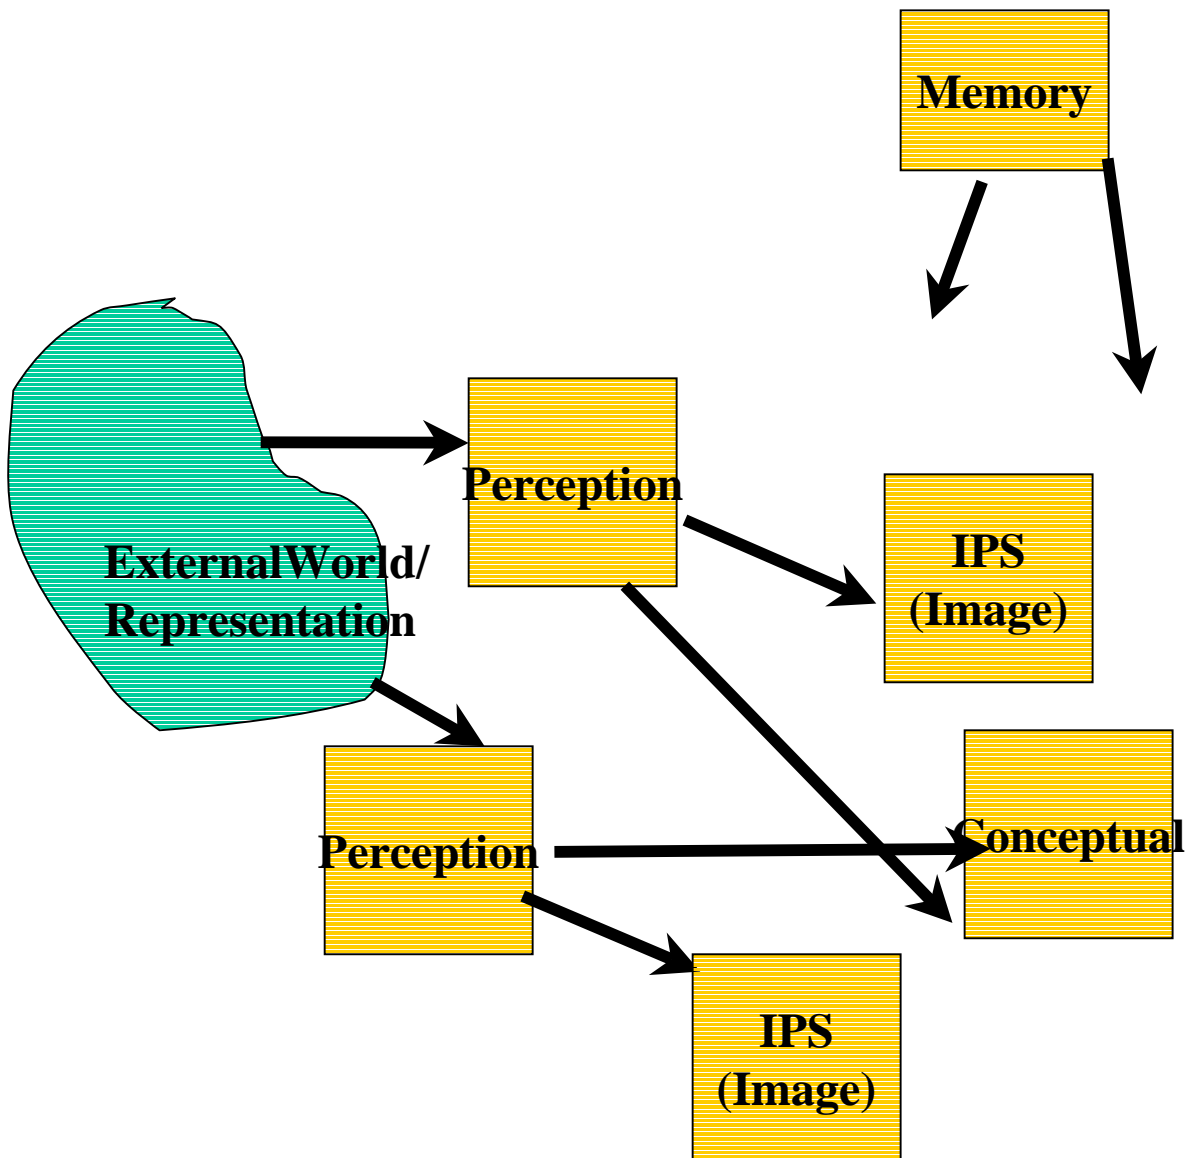 Memory
Perception
IPS
(Image)
ExternalWorld/
Representation
Conceptual
Perception
IPS
(Image)